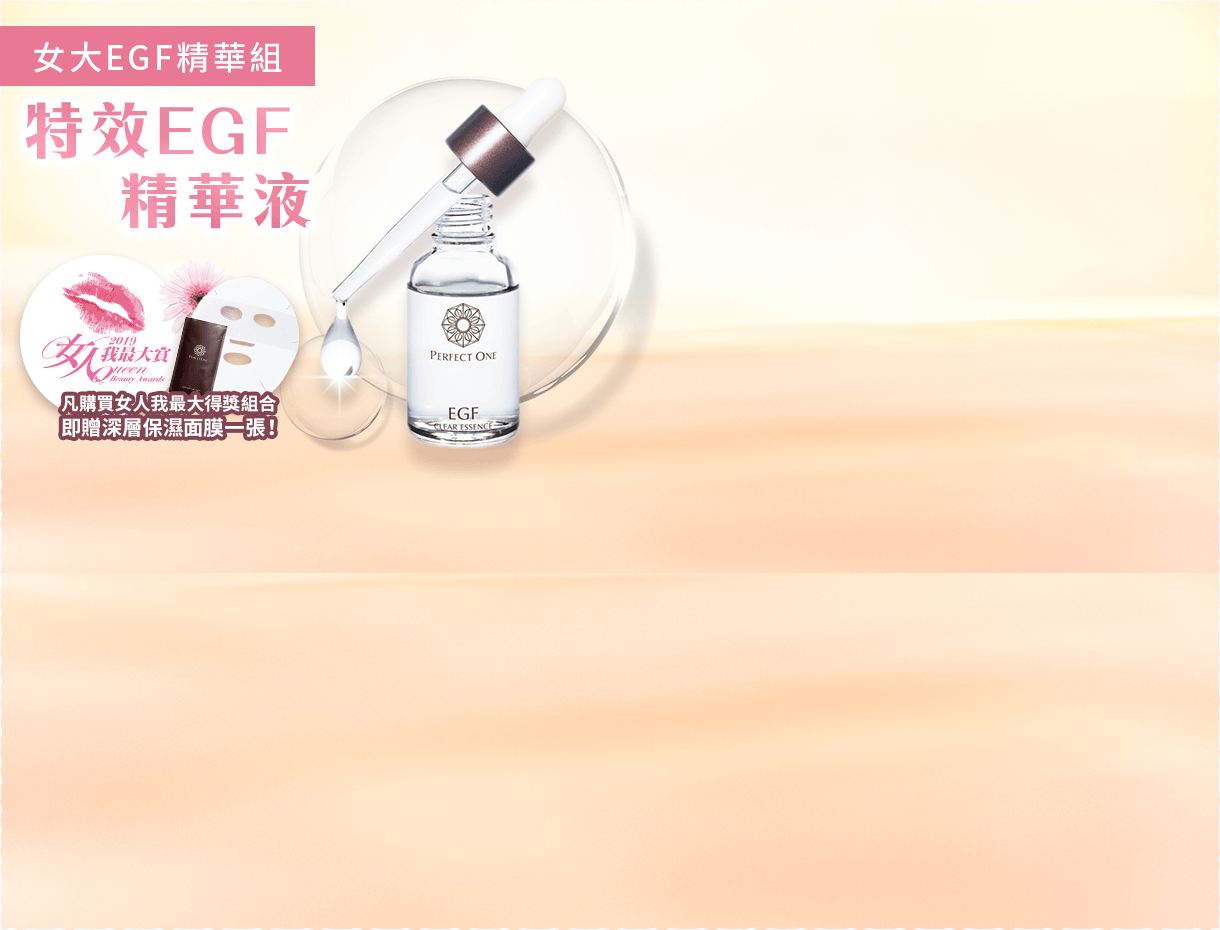 女大EGF精華組
特效EGF
精華液
2019
女人我最大賞
Queen
Beauty Awards
凡購買女人我最大得獎組合
即贈深層保濕面膜一張!
PERFECT ONE
EGF
CLEAR ESSENCE